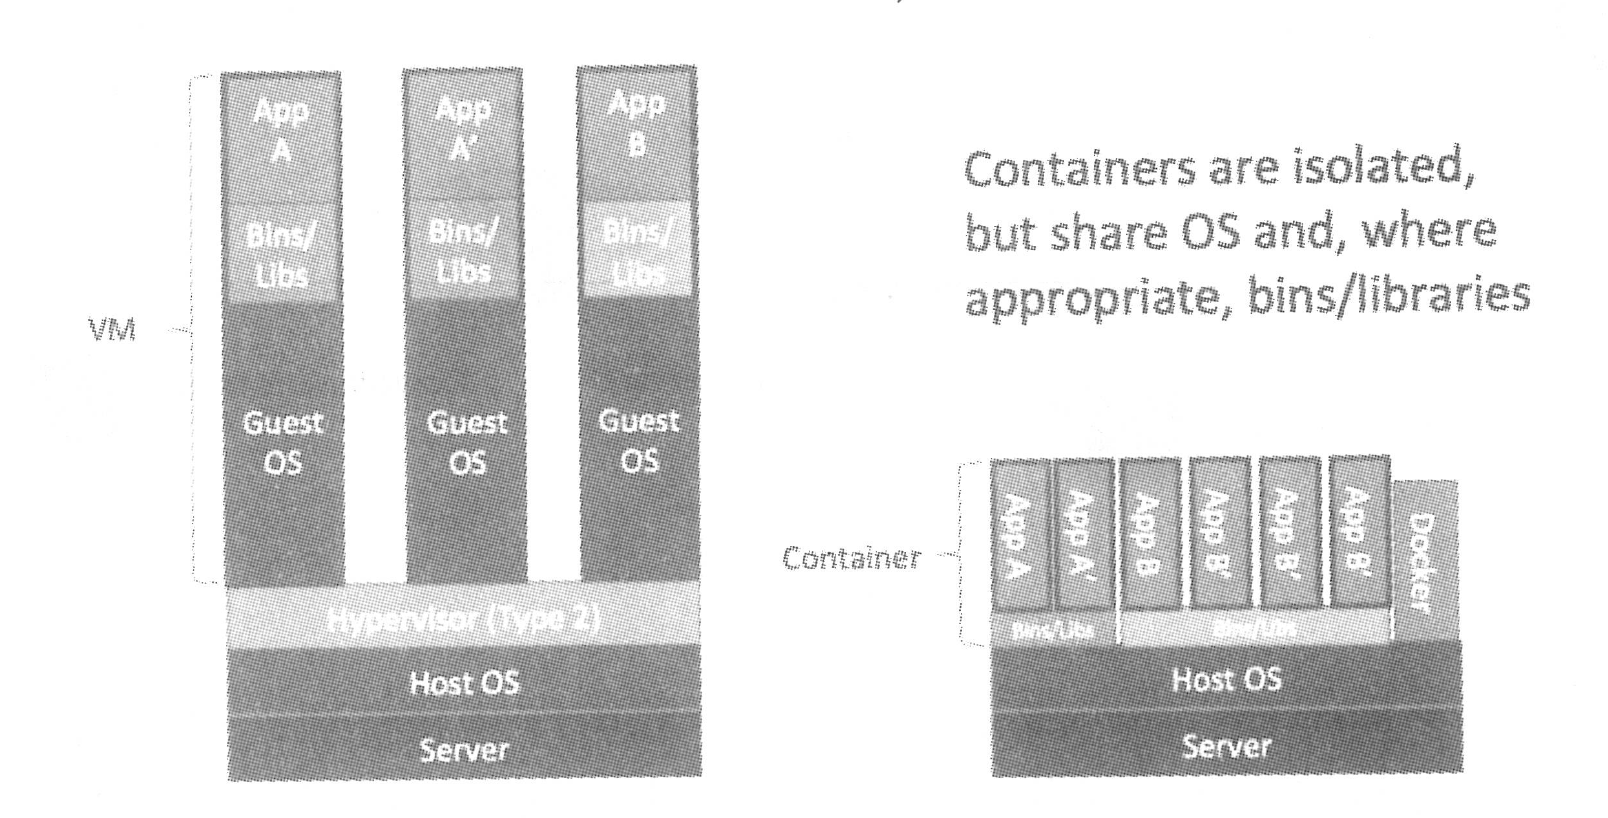 App
A
App
A'
App
B
Bins/
Libs
Bins/
Libs
Bins/
Libs
VM
Guest
OS
Guest
OS
Guest
OS
Hypervisor (Type 2)
Host OS
Server
Containers are isolated,
but share OS and, where
appropriate, bins/libraries
Container
App A
App A'
App B
App B'
App B'
App B'
Docker
Bins/Libs
Bins/Libs
Host OS
Server